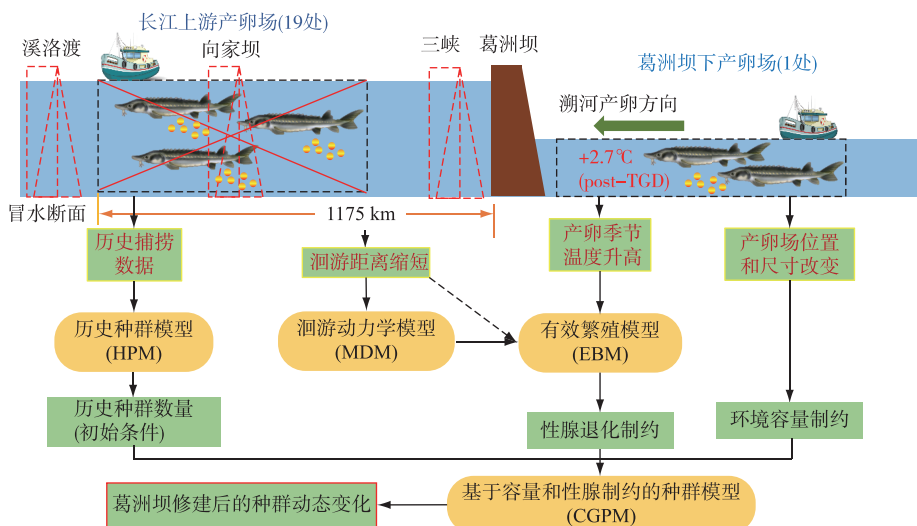 长江上游产卵场(19处)
溪洛渡
向家坝
三峡
葛洲坝
葛洲坝下产卵场(1处)
溯河产卵方向
+2.7℃
(post-TGD)
冒水断面
1175 km
历史捕捞
数据
洄游距离缩短
产卵季节
温度升高
产卵场位置
和尺寸改变
历史种群模型
(HPM)
洄游动力学模型
(MDM)
有效繁殖模型
(EBM)
历史种群数量
(初始条件)
性腺退化制约
环境容量制约
葛洲坝修建后的种群动态变化
基于容量和性腺制约的种群模型
(CGPM)